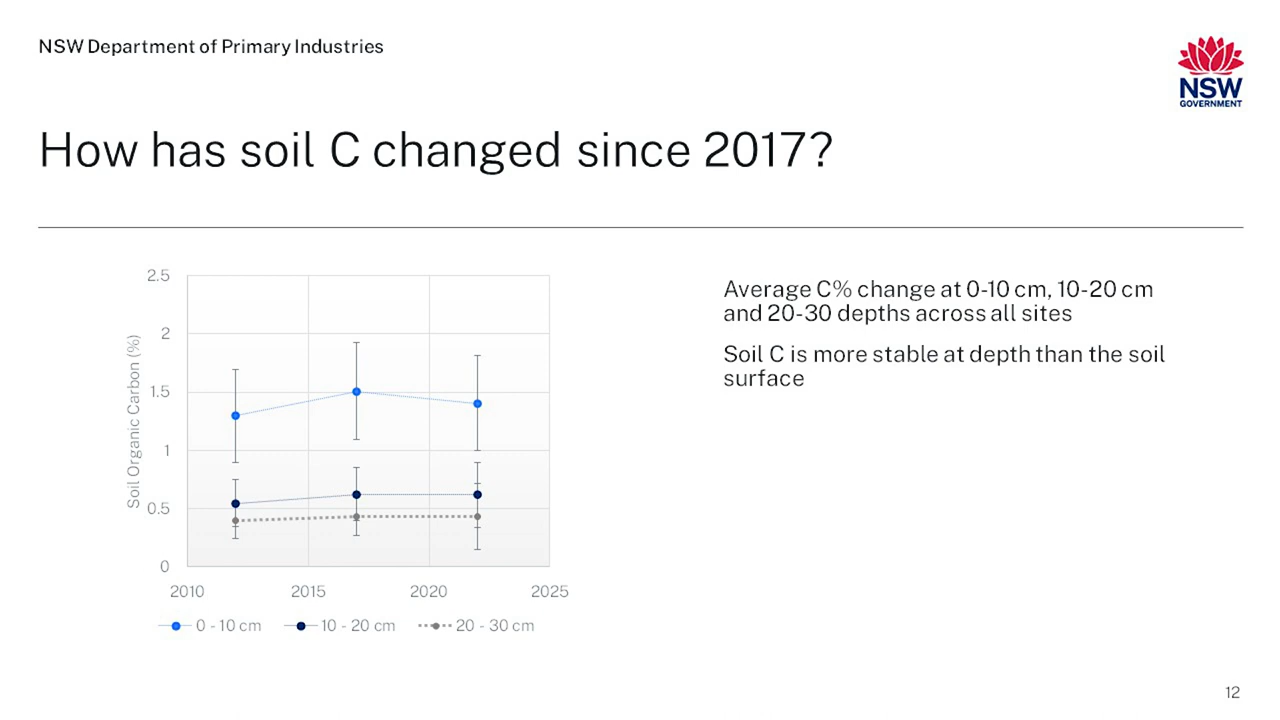 NSW Department of Primary Industries
NSW
GOVERNMENT
How has soil C changed since 2017?
Average C% change at 0-10 cm, 10-20 cm
and 20-30 depths across all sites
Soil C is more stable at depth than the soil
surface
Soil Organic Carbon (%)
2.5
2
1.5
1
0.5
0
2010
2015
2020
2025
0 - 10 cm
10 - 20 cm
20 - 30 cm
12